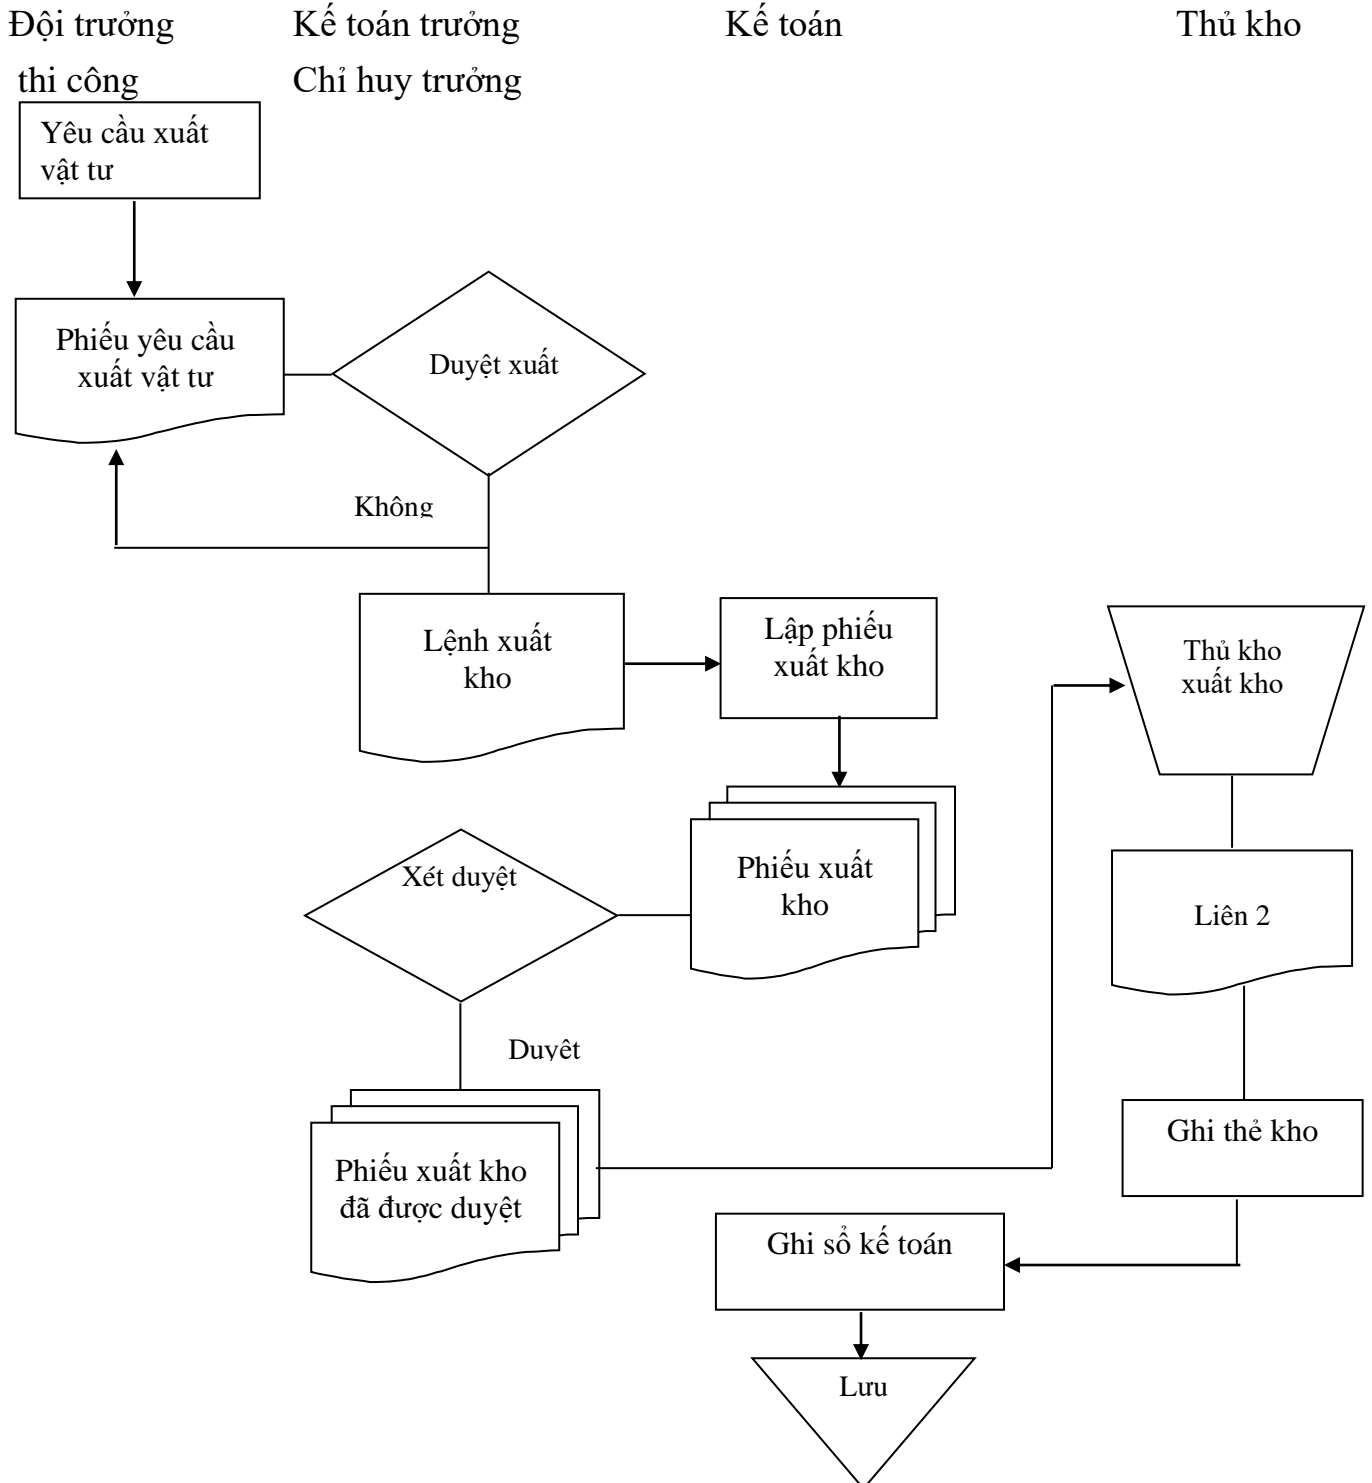 Đội trưởng
thi công
Kế toán trưởng
Chỉ huy trưởng
Kế toán
Thủ kho
Yêu cầu xuất
vật tư
Phiếu yêu cầu
xuất vật tư
Duyệt xuất
Không
Lệnh xuất
kho
Lập phiếu
xuất kho
Thủ kho
xuất kho
Phiếu xuất
kho
Xét duyệt
Liên 2
Duyệt
Phiếu xuất kho
đã được duyệt
Ghi thẻ kho
Ghi sổ kế toán
Lưu